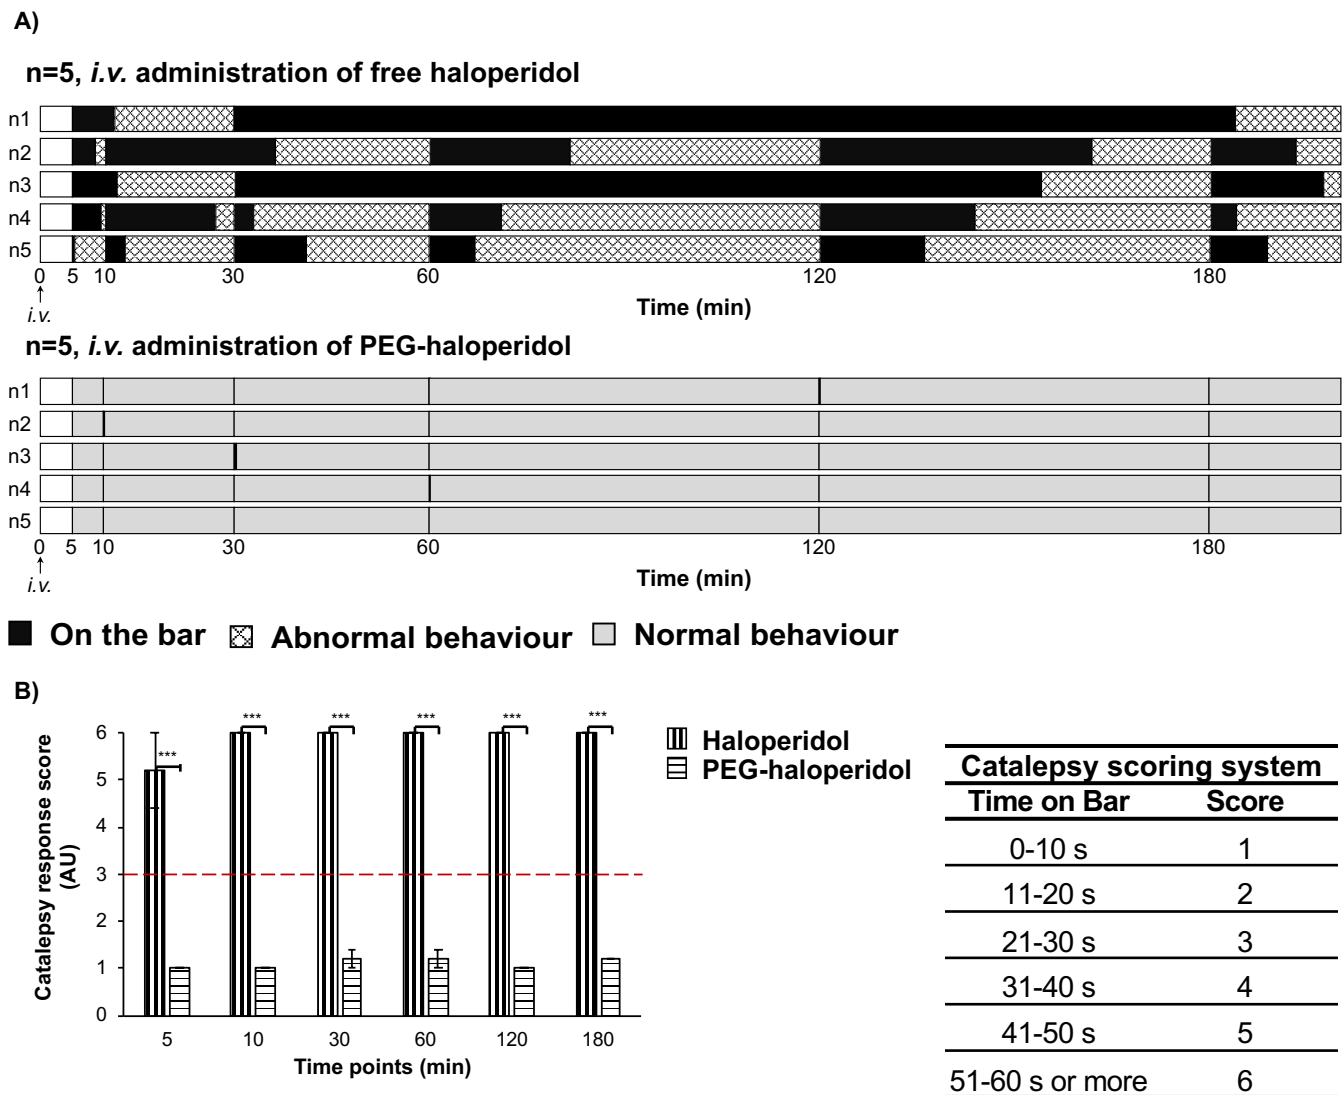 A)
n=5, i.v. administration of free haloperidol
n1
n2
n3
n4
n5
0 5 10 30 60 120 180
i.v.
Time (min)
n=5, i.v. administration of PEG-haloperidol
n1
n2
n3
n4
n5
0 5 10 30 60 120 180
i.v.
Time (min)
On the bar Abnormal behaviour Normal behaviour
B)
Catalepsy response score
(AU)
6
5
4
3
2
1
0
*** *** *** *** *** ***
5 10 30 60 120 180
Time points (min)
Haloperidol
PEG-haloperidol
Catalepsy scoring system
Time on Bar Score
0-10 s 1
11-20 s 2
21-30 s 3
31-40 s 4
41-50 s 5
51-60 s or more 6